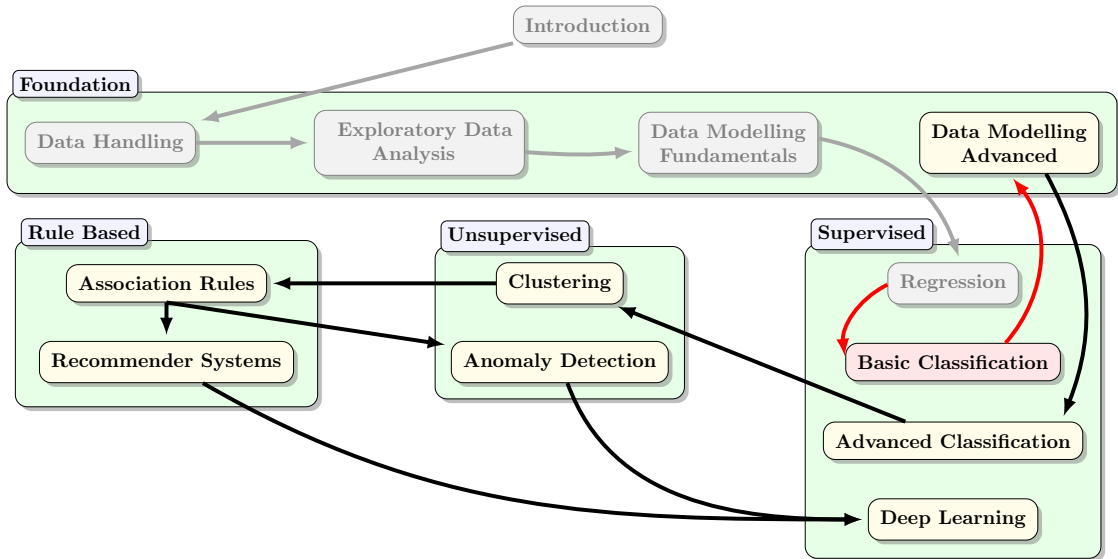 Introduction
Foundation
Data Handling
Exploratory Data
Analysis
Data Modelling
Fundamentals
Data Modelling
Advanced
Rule Based
Association Rules
Recommender Systems
Unsupervised
Clustering
Anomaly Detection
Supervised
Regression
Basic Classification
Advanced Classification
Deep Learning